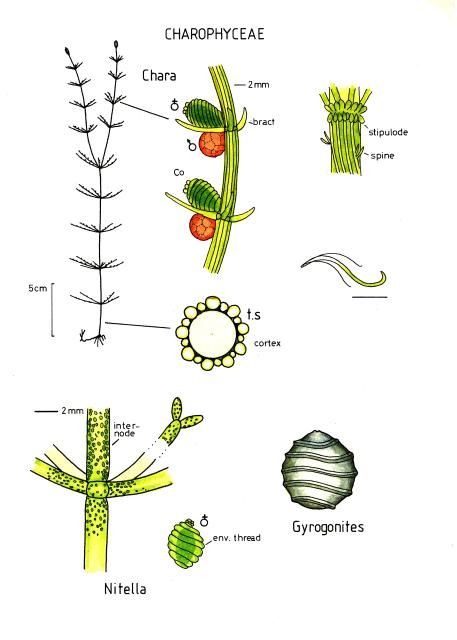 CHAROPHYCEAE
Chara
2mm
♀
bract
♂
Co
stipulode
spine
5cm
t.s
cortex
2mm
inter-
node
♀
env. thread
Gyrogonites
Nitella